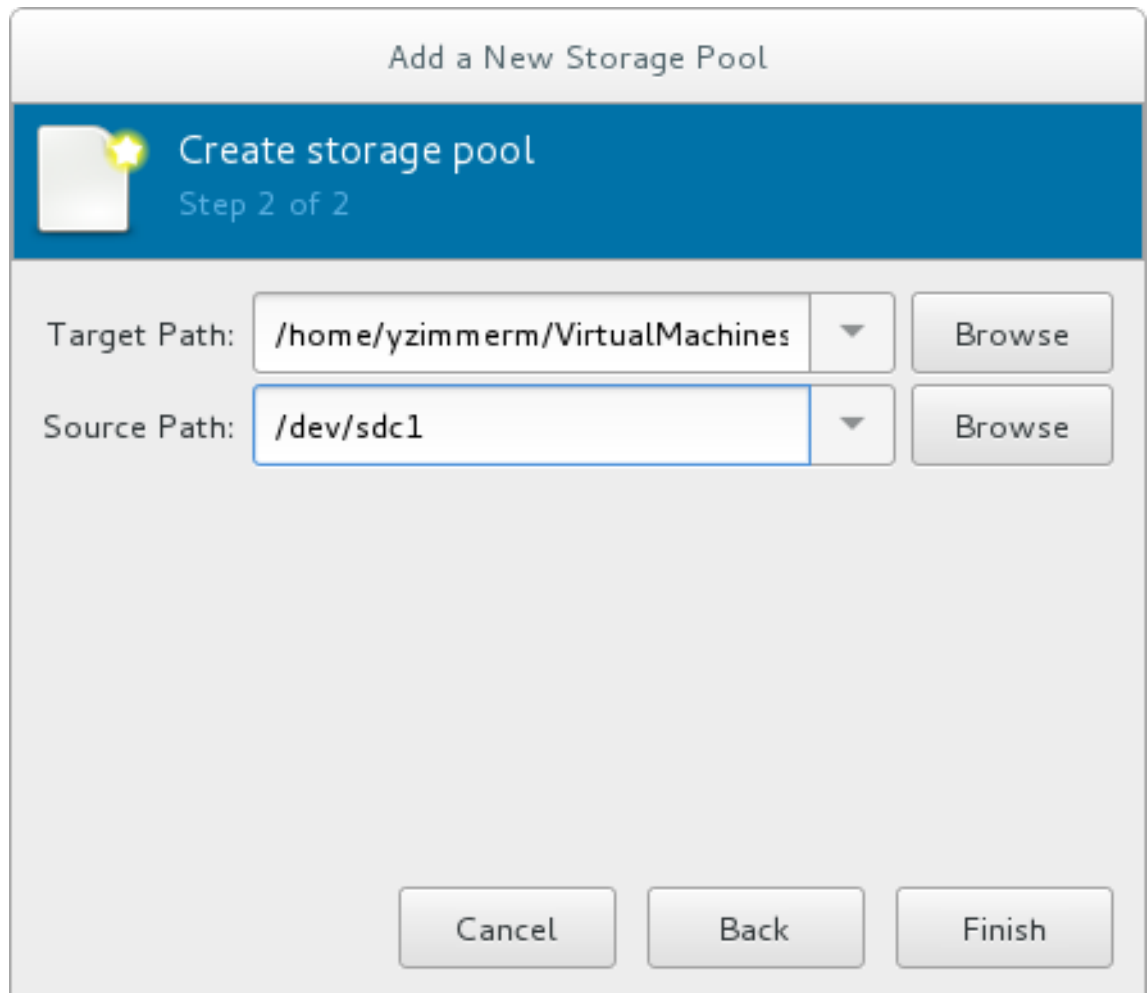 Add a New Storage Pool
Create storage pool
Step 2 of 2
Target Path: /home/yzimmerm/VirtualMachines Browse
Source Path: /dev/sdc1 Browse
Cancel Back Finish